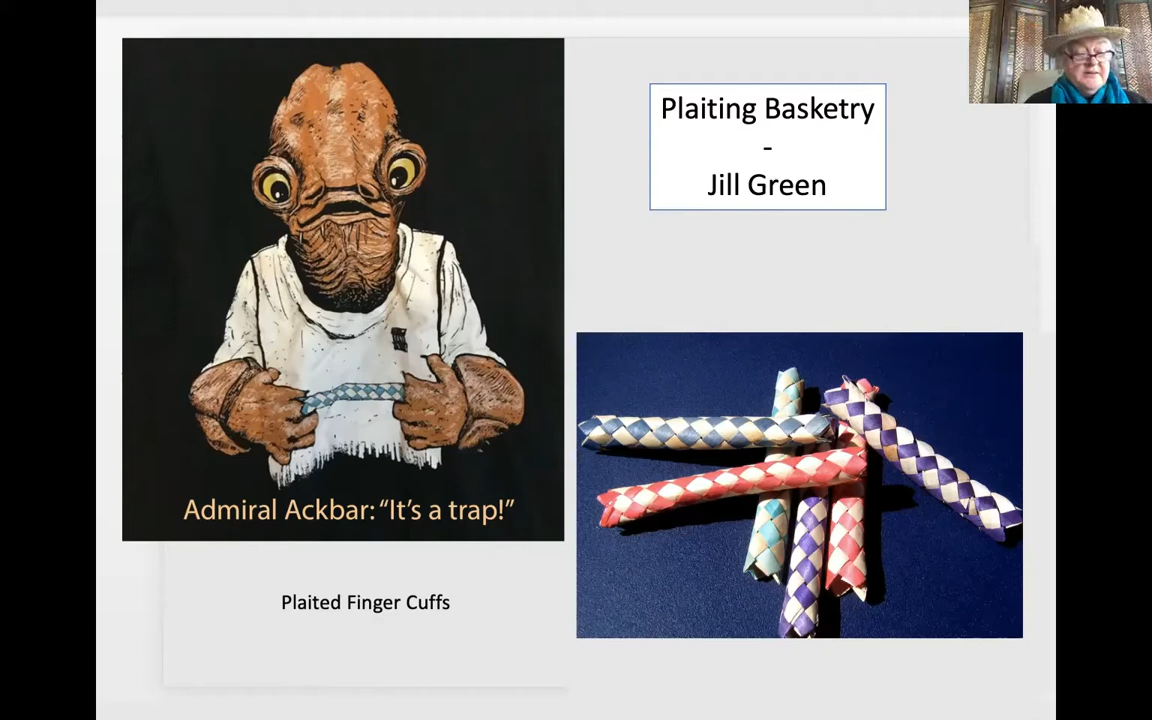 Plaiting Basketry
-
Jill Green
Admiral Ackbar: “It’s a trap!”
Plaited Finger Cuffs